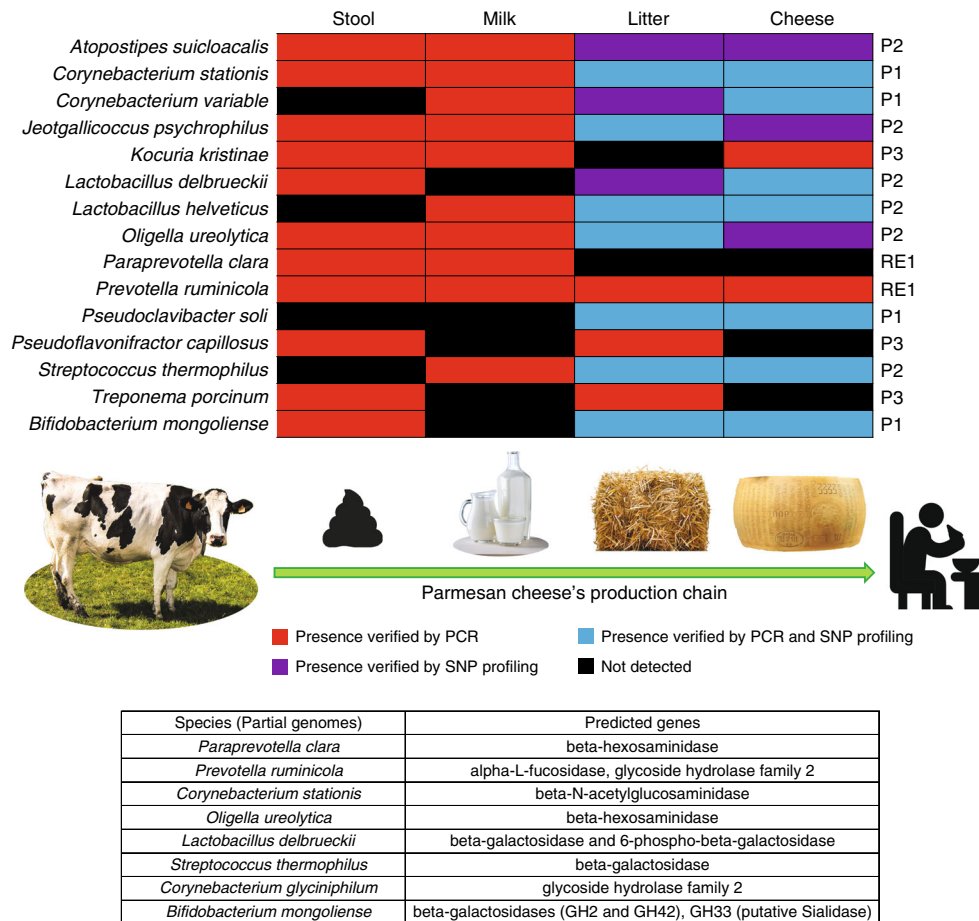 Stool Milk Litter Cheese
Atopostipes suicloacalis P2
Corynebacterium stationis P1
Corynebacterium variable P1
Jeotgallicoccus psychrophilus P2
Kocuria kristinae P3
Lactobacillus delbrueckii P2
Lactobacillus helveticus P2
Oligella ureolytica P2
Paraprevotella clara RE1
Prevotella ruminicola RE1
Pseudoclavibacter soli P1
Pseudoflavonifractor capillosus P3
Streptococcus thermophilus P2
Treponema porcinum P3
Bifidobacterium mongoliense P1
Parmesan cheese's production chain
Presence verified by PCR
Presence verified by PCR and SNP profiling
Presence verified by SNP profiling
Not detected
Species (Partial genomes) Predicted genes
Paraprevotella clara beta-hexosaminidase
Prevotella ruminicola alpha-L-fucosidase, glycoside hydrolase family 2
Corynebacterium stationis beta-N-acetylglucosaminidase
Oligella ureolytica beta-hexosaminidase
Lactobacillus delbrueckii beta-galactosidase and 6-phospho-beta-galactosidase
Streptococcus thermophilus beta-galactosidase
Corynebacterium glyciniphilum glycoside hydrolase family 2
Bifidobacterium mongoliense beta-galactosidases (GH2 and GH42), GH33 (putative Sialidase)